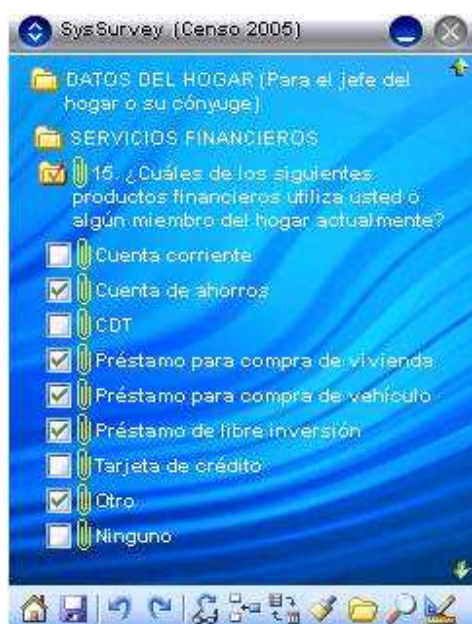 SysSurvey (Censo 2005)
DATOS DEL HOGAR (Para el jefe del
hogar o su cónyuge)
SERVICIOS FINANCIEROS
15. ¿Cuáles de los siguientes
productos financieros utiliza usted o
algún miembro del hogar actualmente?
Cuenta corriente
Cuenta de ahorros
CDT
Préstamo para compra de vivienda
Préstamo para compra de vehículo
Préstamo de libre inversión
Tarjeta de crédito
Otro
Ninguno